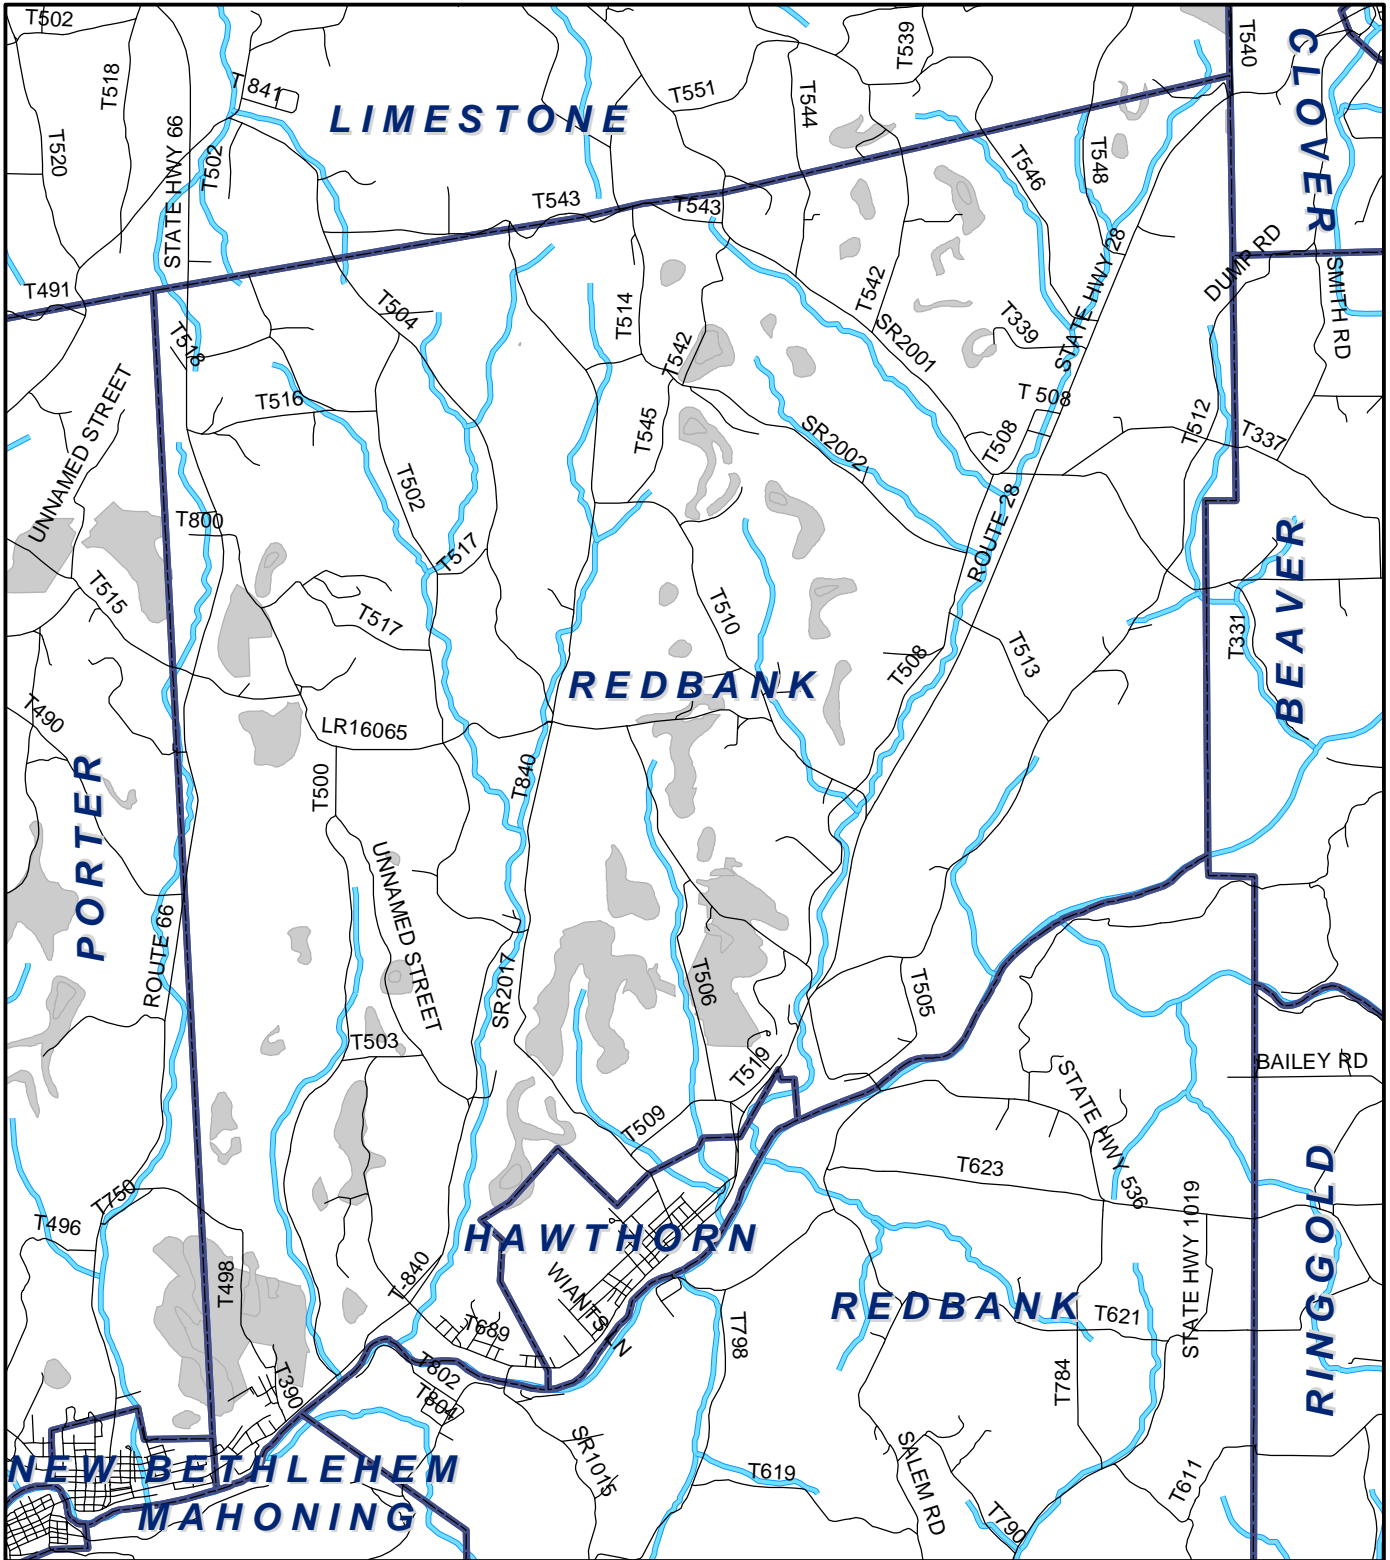 T502
T518
T 841
T539
T540
CLOVER
T551
T544
LIMESTONE
STATE HWY 66
T520
T502
T548
T546
T543
T543
STATE HWY 28
DUMP RD
SMITH RD
T491
T504
T514
T542
T542
SR2001
T339
T518
T516
T 508
UNNAMED STREET
T545
SR2002
T508
T512
T337
T502
T800
ROUTE 28
BEAVER
T517
T515
T517
T510
T508
T513
T331
REDBANK
T490
LR16065
PORTER
T500
T840
UNNAMED STREET
ROUTE 66
SR2017
T506
T505
T503
T519
BAILEY RD
STATE HWY 536
T509
T623
RINGGOLD
T750
T496
STATE HWY 1019
HAWTHORN
T-840
T498
WIANTS LN
REDBANK
T689
T798
T621
T802
T390
T804
T784
SR1015
SALEM RD
NEW BETHLEHEM
T619
T611
MAHONING
T790